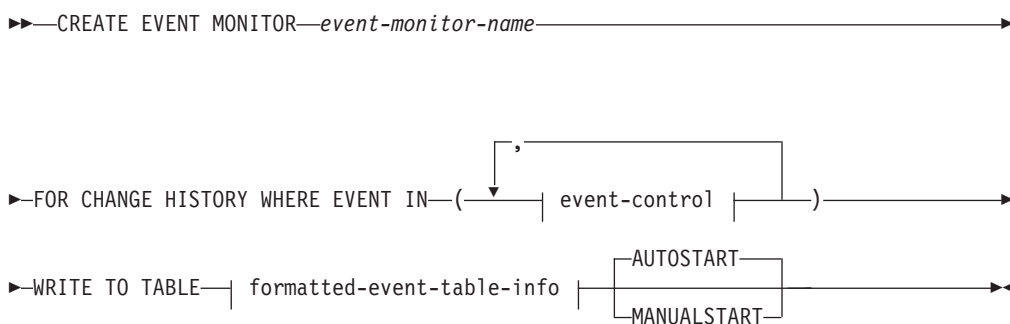 CREATE EVENT MONITOR event-monitor-name
,
FOR CHANGE HISTORY WHERE EVENT IN ( event-control )
AUTOSTART
WRITE TO TABLE formatted-event-table-info
MANUALSTART